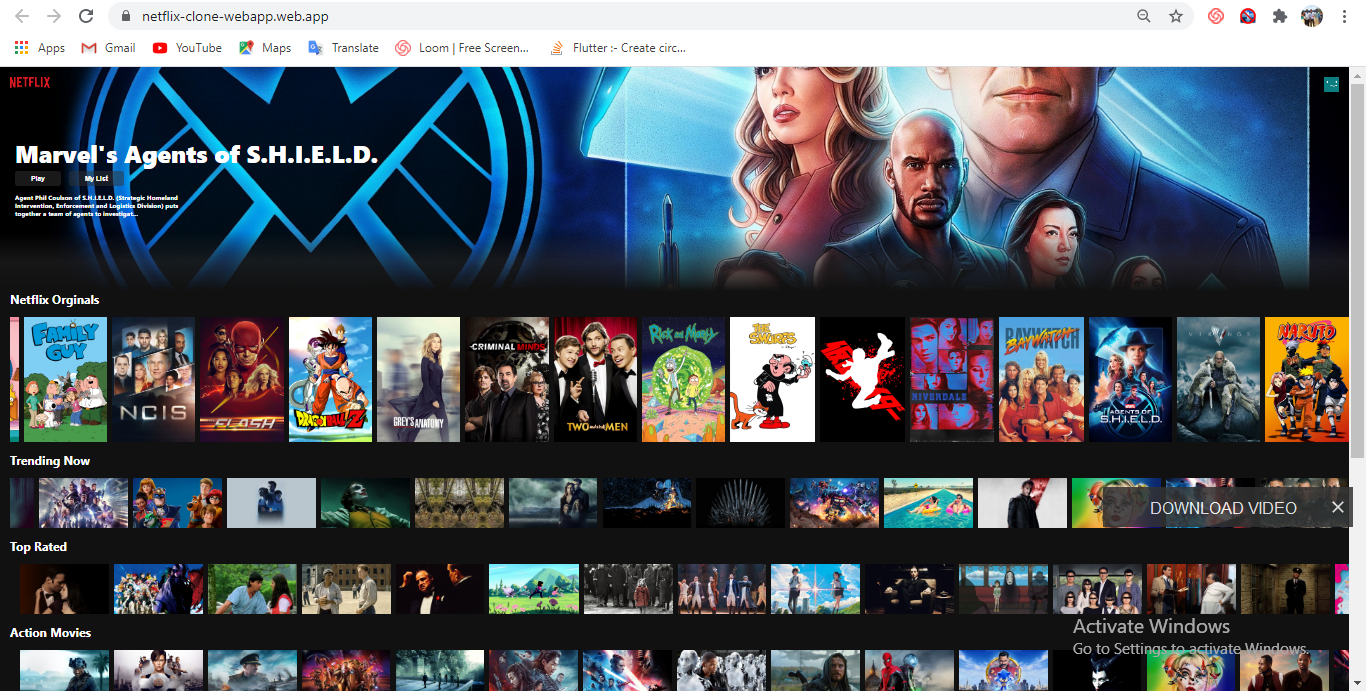 netflix-clone-webapp.web.app
Apps Gmail YouTube Maps Translate Loom | Free Screen... Flutter :- Create circ...
NETFLIX
Marvel's Agents of S.H.I.E.L.D.
Play My List
Agent Phil Coulson of S.H.I.E.L.D. (Strategic Homeland
Intervention, Enforcement and Logistics Division) puts
together a team of agents to investigat...
Netflix Orginals
FAMILY GUY
NCIS
FLASH
DRAGON BALL Z
GREY'S ANATOMY
CRIMINAL MINDS
TWO and a half MEN
Rick and Morty
THE SMURFS
RIVERDALE
BAYWATCH
AGENTS OF S.H.I.E.L.D.
VIKINGS
NARUTO
Trending Now
DOWNLOAD VIDEO ×
Top Rated
Action Movies
Activate Windows
Go to Settings to activate Windows.